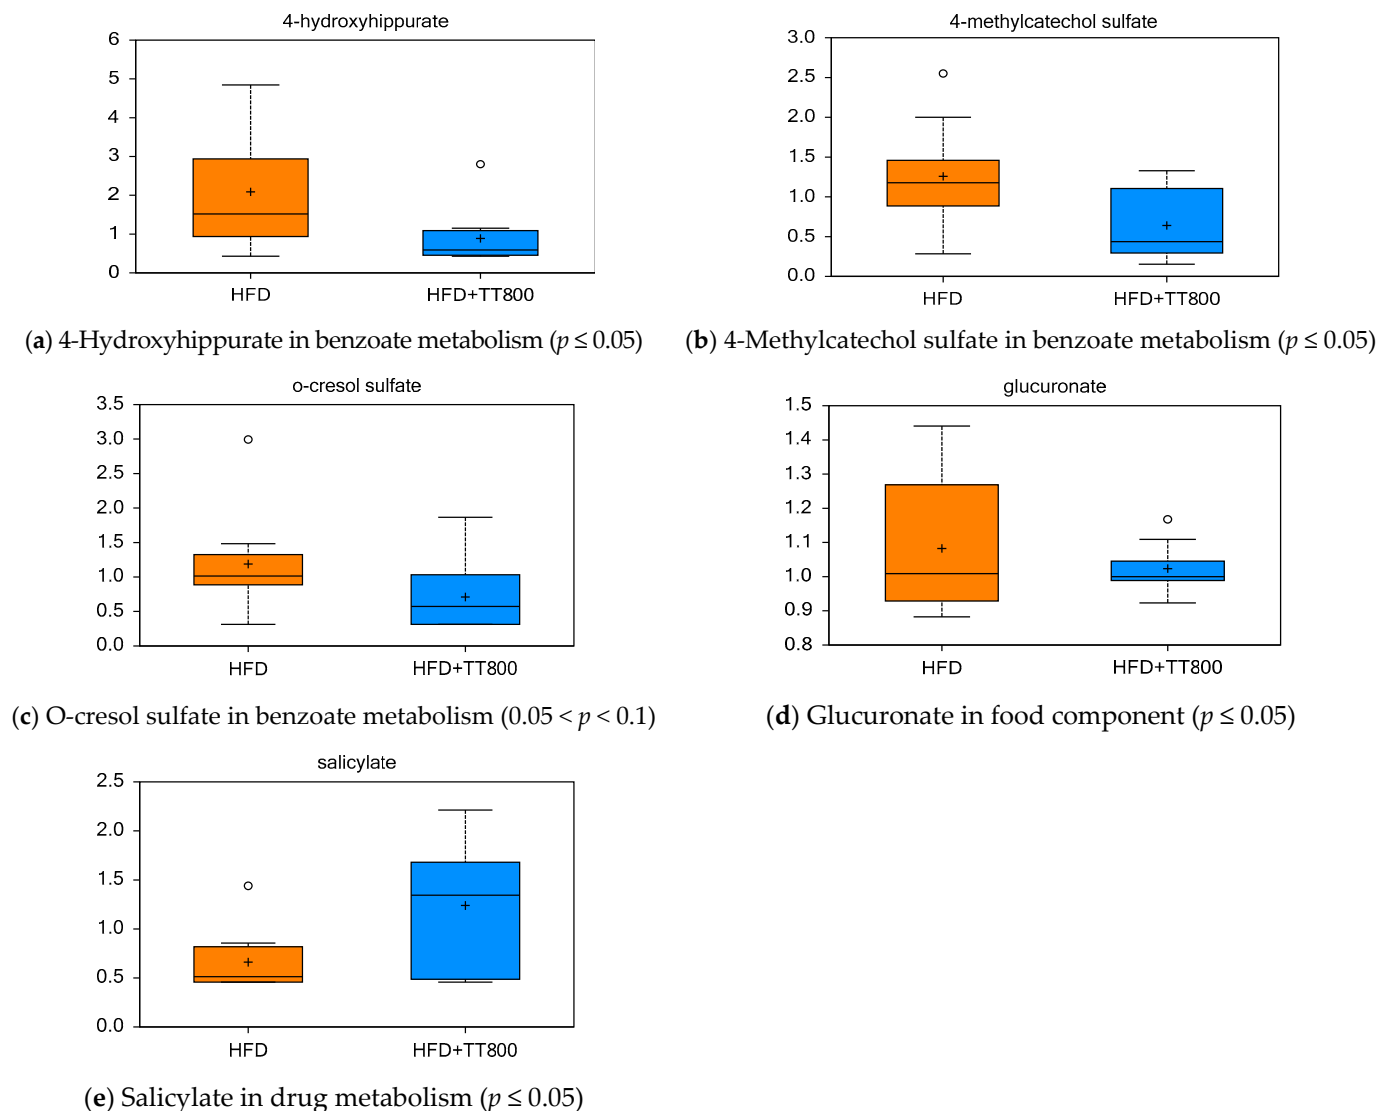 4-hydroxyhippurate
6
5
4
3
2
1
0
HFD
HFD+TT800
(a) 4-Hydroxyhippurate in benzoate metabolism (p ≤ 0.05)
4-methylcatechol sulfate
3.0
2.5
2.0
1.5
1.0
0.5
0.0
HFD
HFD+TT800
(b) 4-Methylcatechol sulfate in benzoate metabolism (p ≤ 0.05)
o-cresol sulfate
3.5
3.0
2.5
2.0
1.5
1.0
0.5
0.0
HFD
HFD+TT800
(c) O-cresol sulfate in benzoate metabolism (0.05 < p < 0.1)
glucuronate
1.5
1.4
1.3
1.2
1.1
1.0
0.9
0.8
HFD
HFD+TT800
(d) Glucuronate in food component (p ≤ 0.05)
salicylate
2.5
2.0
1.5
1.0
0.5
0.0
HFD
HFD+TT800
(e) Salicylate in drug metabolism (p ≤ 0.05)